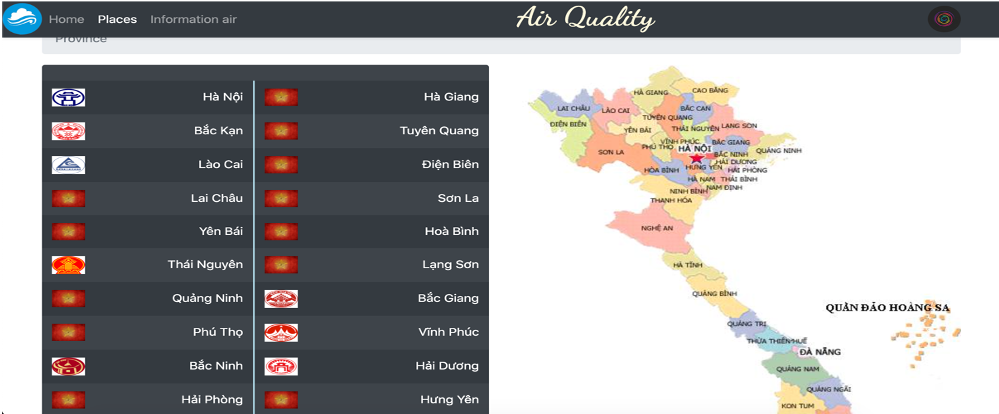 Home Places Information air Air Quality
Province
Hà Nội Hà Giang
Bắc Kạn Tuyên Quang
Lào Cai Điện Biên
Lai Châu Sơn La
Yên Bái Hoà Bình
Thái Nguyên Lạng Sơn
Quảng Ninh Bắc Giang
Phú Thọ Vĩnh Phúc
Bắc Ninh Hải Dương
Hải Phòng Hưng Yên
HÀ GIANG
CAO BẰNG
LAI CHÂU
LÀO CAI
BẮC CẠN
TUYÊN QUANG
ĐIỆN BIÊN
YÊN BÁI
THÁI NGUYÊN
LẠNG SƠN
VĨNH PHÚC
BẮC GIANG
PHÚ THỌ
HÀ NỘI
SƠN LA
BẮC NINH
QUẢNG NINH
HẢI DƯƠNG
HƯNG YÊN
HẢI PHÒNG
HÒA BÌNH
HÀ NAM
THÁI BÌNH
NAM ĐỊNH
NINH BÌNH
THANH HÓA
NGHỆ AN
HÀ TĨNH
QUẢNG BÌNH
QUẦN ĐẢO HOÀNG SA
QUẢNG TRỊ
THỪA THIÊN/HUẾ
ĐÀ NẴNG
QUẢNG NAM
QUẢNG NGÃI
KON TUM